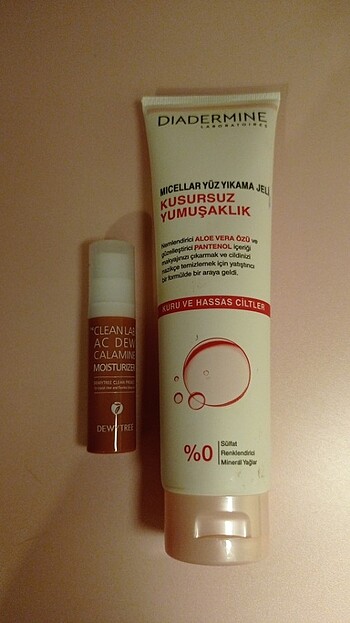 DIADERMINE
LABORATOIRES
MICELLAR YÜZ YIKAMA JELİ
KUSURSUZ
YUMUŞAKLIK
Nemlendirici ALOE VERA ÖZÜ ve
güzelleştirici PANTENOL içeriği
makyajınızı çıkarmak ve cildinizi
nazikçe temizlemek için yatıştırıcı
bir formülde bir araya geldi.
KURU VE HASSAS CİLTLER
%0
Sülfat
Renklendirici
Mineral Yağlar
CLEAN LAB
AC DEW
CALAMINE
MOISTURIZER
7
DEWYTREE